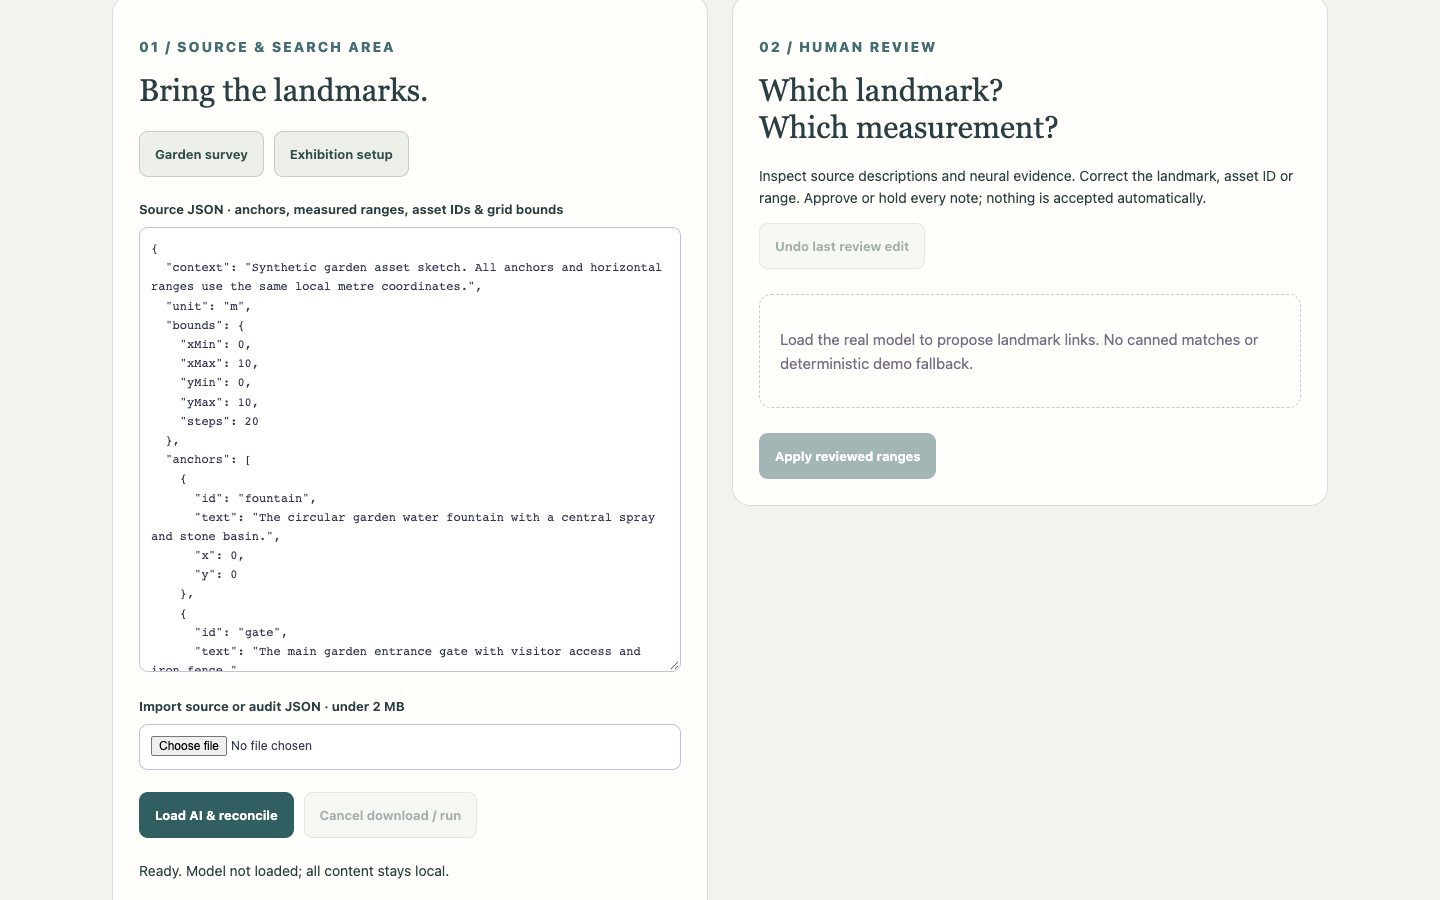 01 / SOURCE & SEARCH AREA
Bring the landmarks.
Garden survey
Exhibition setup
Source JSON · anchors, measured ranges, asset IDs & grid bounds
{
"context": "Synthetic garden asset sketch. All anchors and horizontal
ranges use the same local metre coordinates.",
"unit": "m",
"bounds": {
"xMin": 0,
"xMax": 10,
"yMin": 0,
"yMax": 10,
"steps": 20
},
"anchors": [
{
"id": "fountain",
"text": "The circular garden water fountain with a central spray
and stone basin.",
"x": 0,
"y": 0
},
{
"id": "gate",
"text": "The main garden entrance gate with visitor access and
iron fence."
Import source or audit JSON · under 2 MB
Choose file No file chosen
Load AI & reconcile
Cancel download / run
Ready. Model not loaded; all content stays local.
02 / HUMAN REVIEW
Which landmark?
Which measurement?
Inspect source descriptions and neural evidence. Correct the landmark, asset ID or
range. Approve or hold every note; nothing is accepted automatically.
Undo last review edit
Load the real model to propose landmark links. No canned matches or
deterministic demo fallback.
Apply reviewed ranges